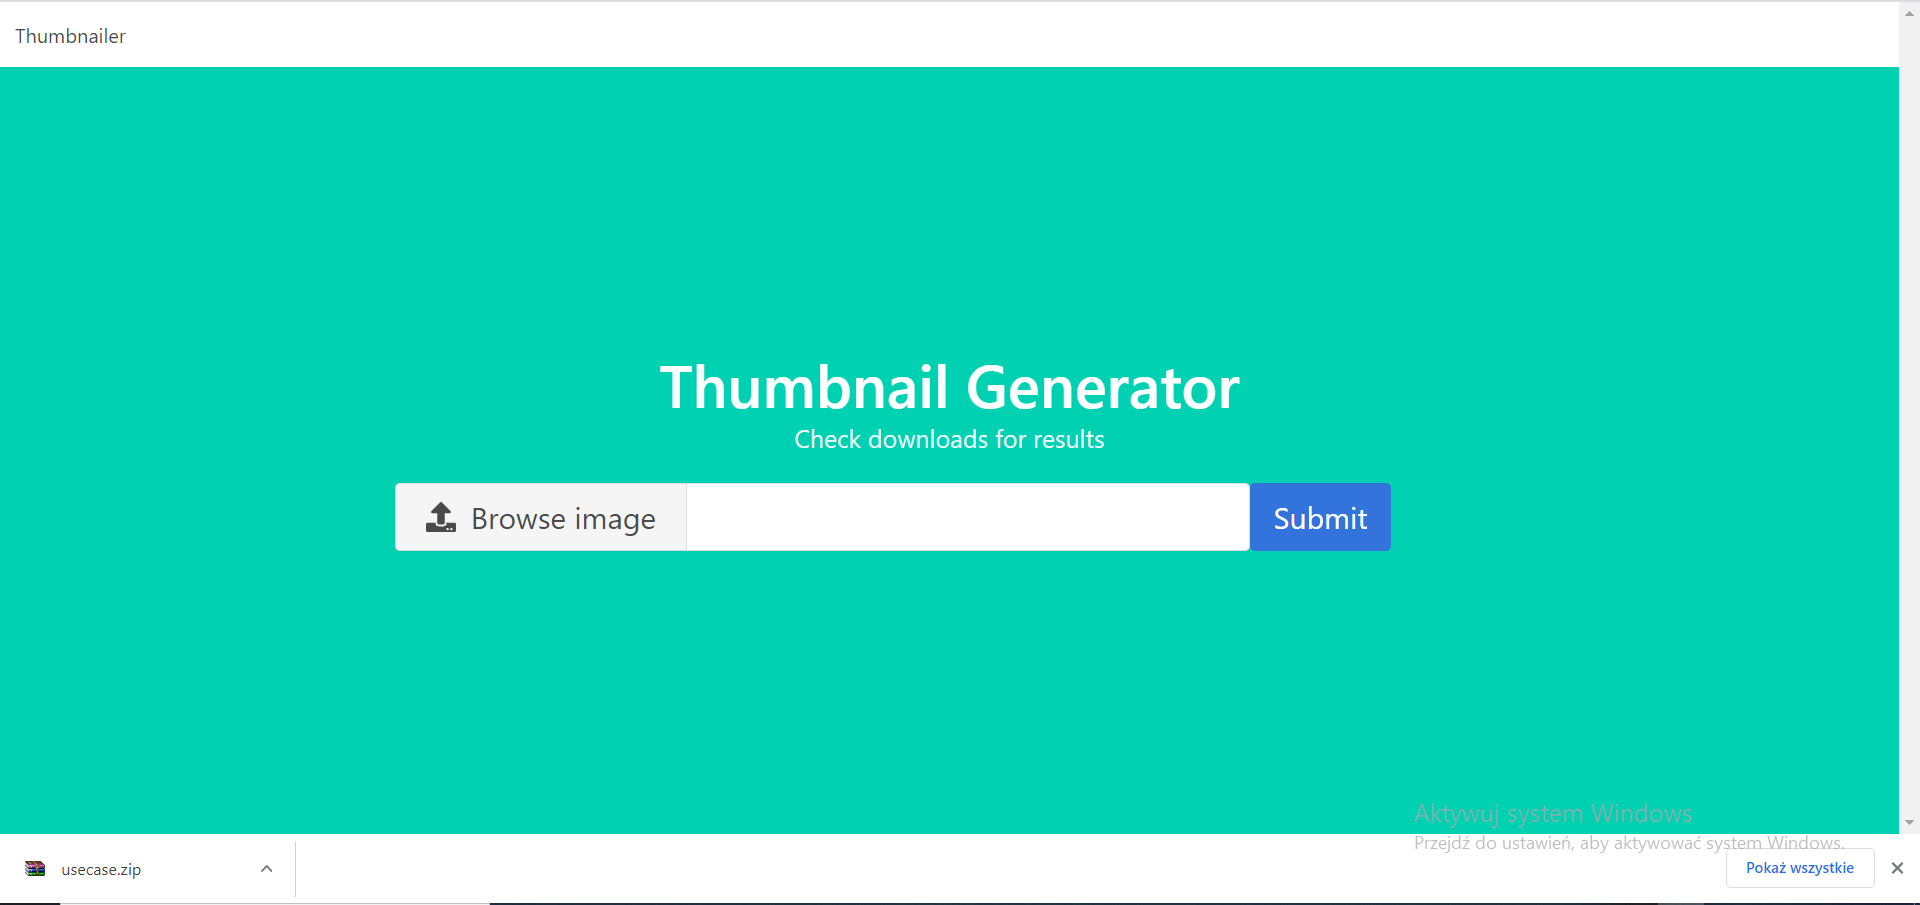 Thumbnailer
Thumbnail Generator
Check downloads for results
Browse image
Submit
Aktywuj system Windows
Przejdź do ustawień, aby aktywować system Windows.
usecase.zip
Pokaż wszystkie